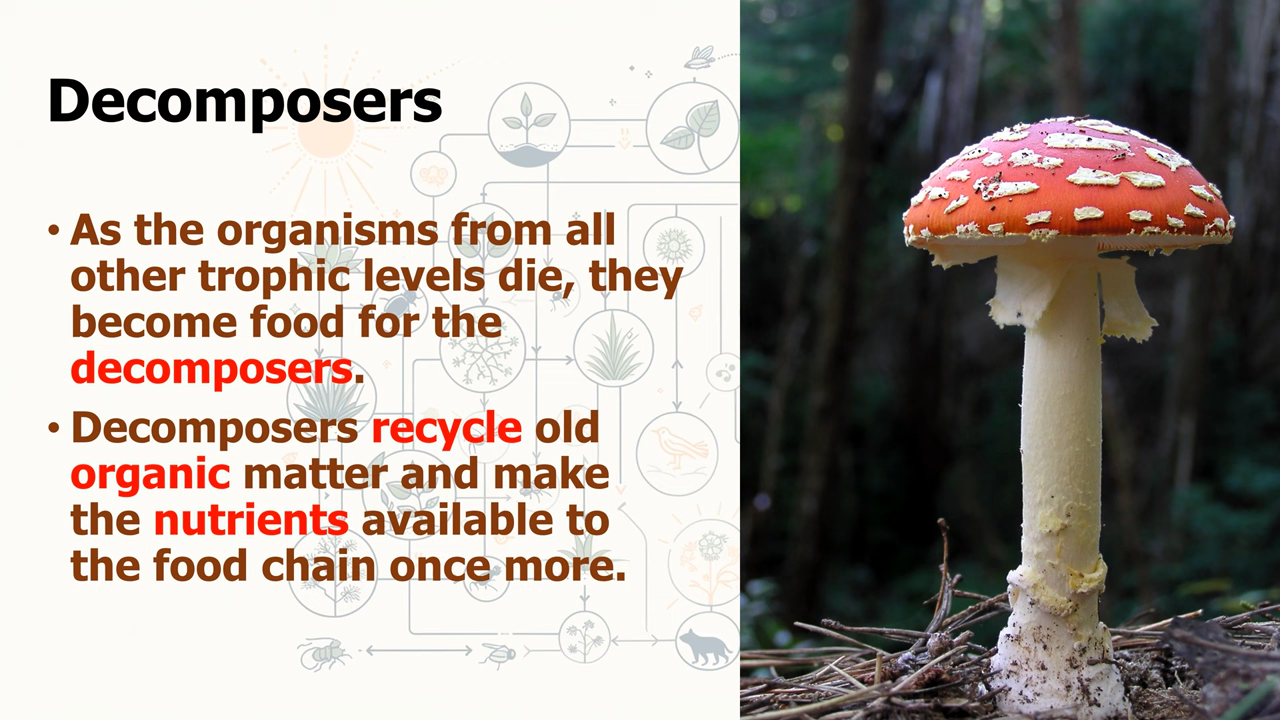 Decomposers
• As the organisms from all
other trophic levels die, they
become food for the
decomposers.
• Decomposers recycle old
organic matter and make
the nutrients available to
the food chain once more.